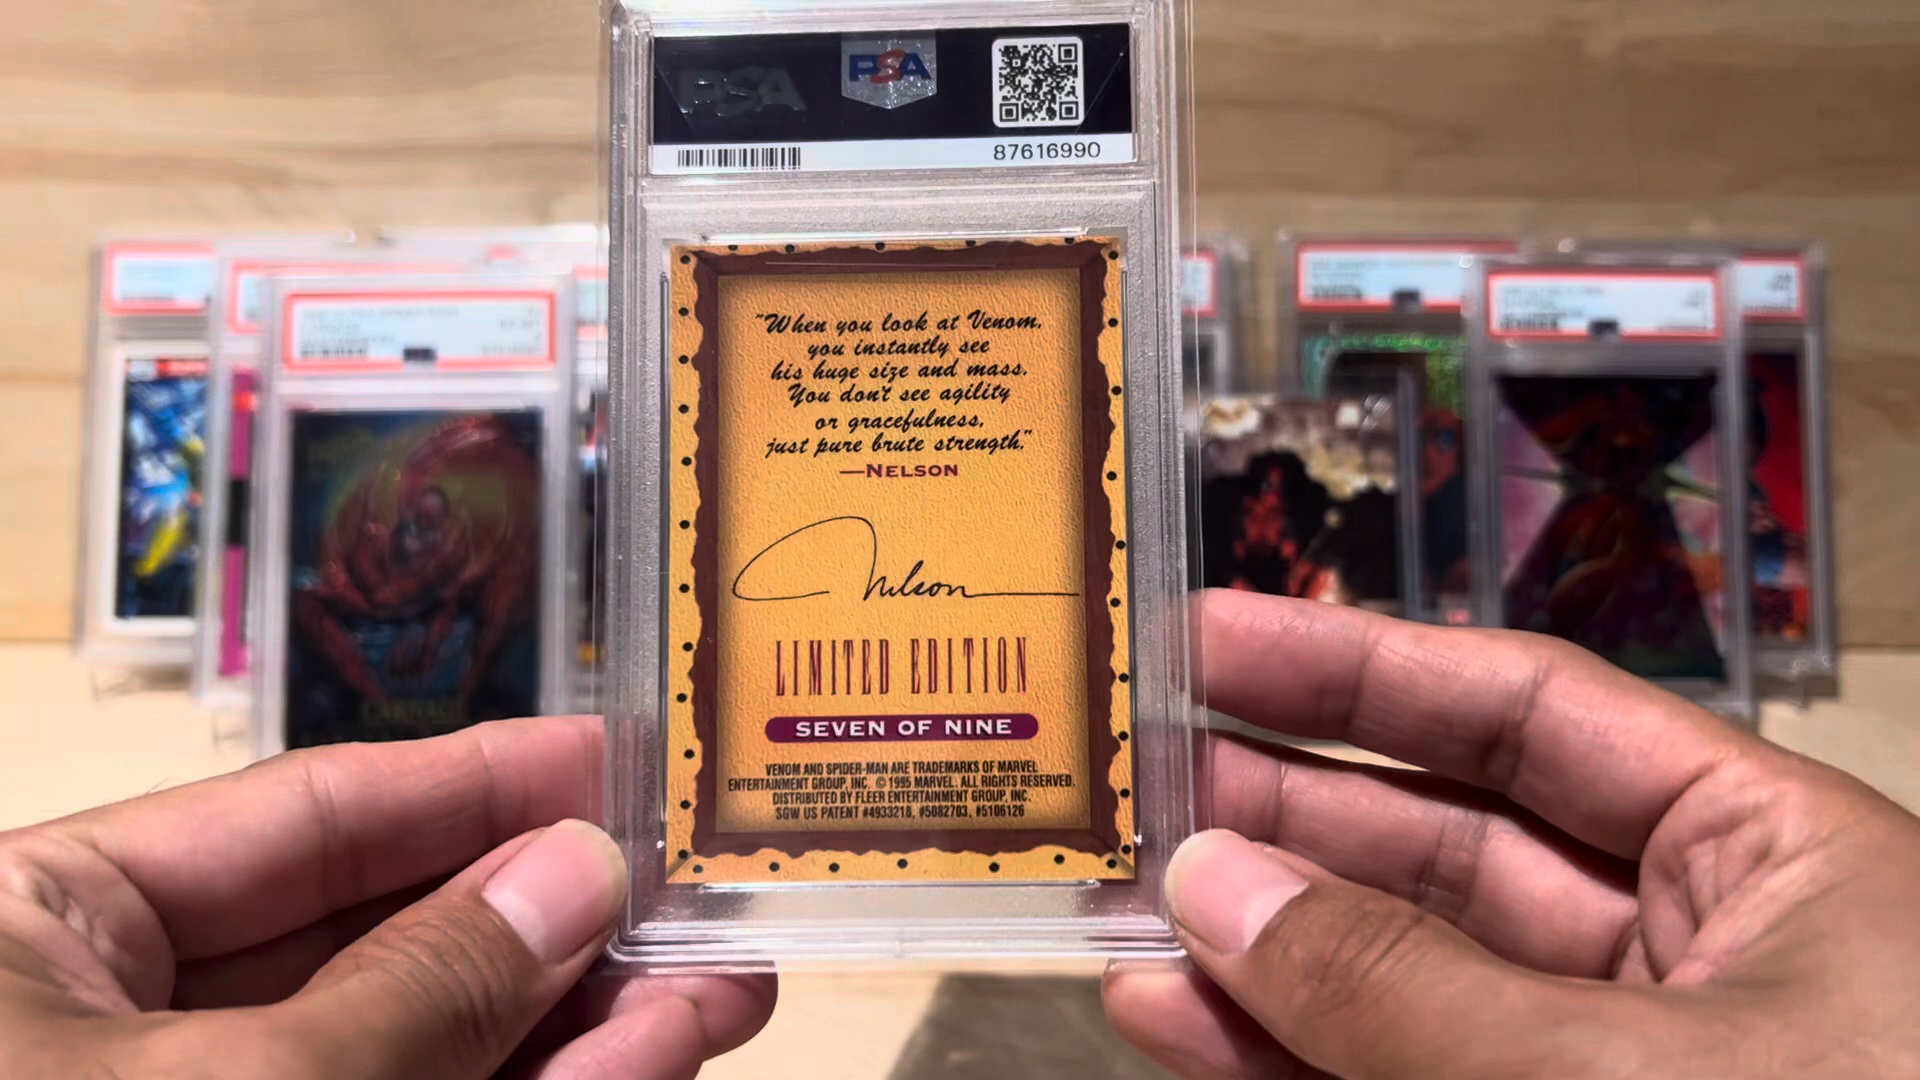 PSA
PSA
87616990
"When you look at Venom,
you instantly see
his huge size and mass.
You don't see agility
or gracefulness,
just pure brute strength."
—NELSON
Nelson
LIMITED EDITION
SEVEN OF NINE
VENOM AND SPIDER-MAN ARE TRADEMARKS OF MARVEL
ENTERTAINMENT GROUP, INC. © 1995 MARVEL. ALL RIGHTS RESERVED.
DISTRIBUTED BY FLEER ENTERTAINMENT GROUP, INC.
SGW US PATENT #4933218, #5082703, #5106126
CARNAGE